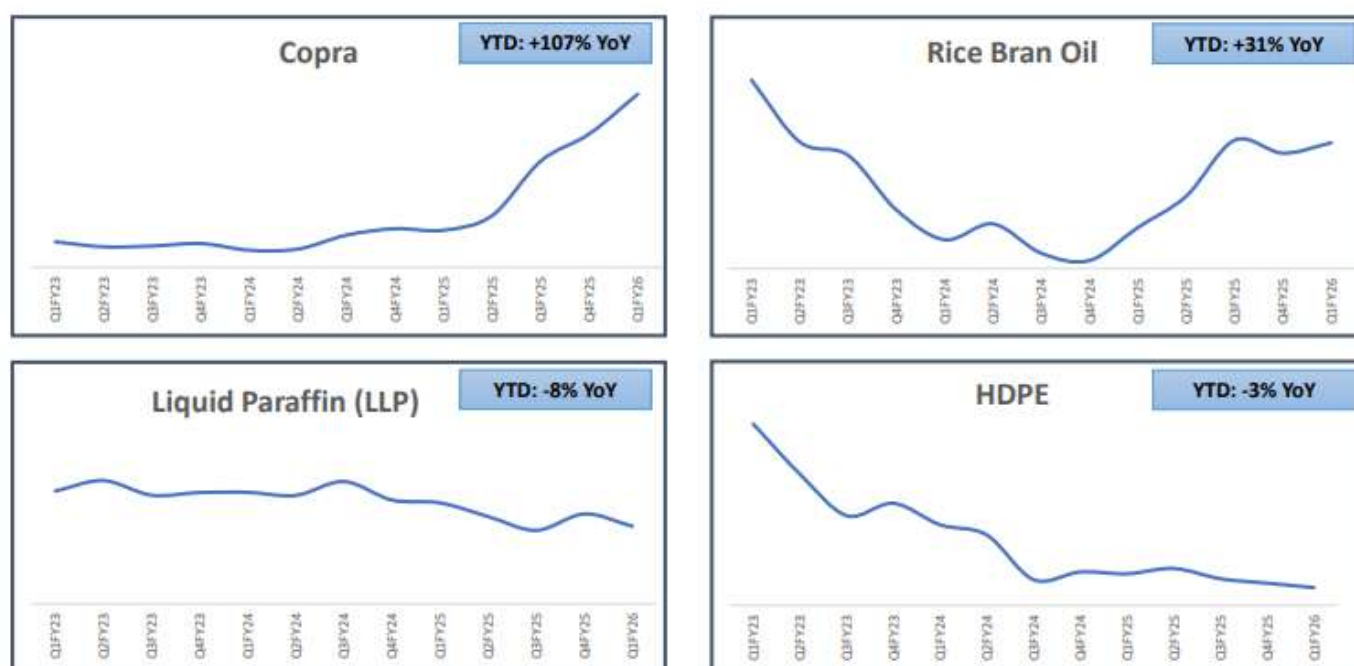 Copra
YTD: +107% YoY
Q1FY23
Q2FY23
Q3FY23
Q4FY23
Q1FY24
Q2FY24
Q3FY24
Q4FY24
Q1FY25
Q2FY25
Q3FY25
Q4FY25
Q1FY26
Rice Bran Oil
YTD: +31% YoY
Q1FY23
Q2FY23
Q3FY23
Q4FY23
Q1FY24
Q2FY24
Q3FY24
Q4FY24
Q1FY25
Q2FY25
Q3FY25
Q4FY25
Q1FY26
Liquid Paraffin (LLP)
YTD: -8% YoY
Q1FY23
Q2FY23
Q3FY23
Q4FY23
Q1FY24
Q2FY24
Q3FY24
Q4FY24
Q1FY25
Q2FY25
Q3FY25
Q4FY25
Q1FY26
HDPE
YTD: -3% YoY
Q1FY23
Q2FY23
Q3FY23
Q4FY23
Q1FY24
Q2FY24
Q3FY24
Q4FY24
Q1FY25
Q2FY25
Q3FY25
Q4FY25
Q1FY26